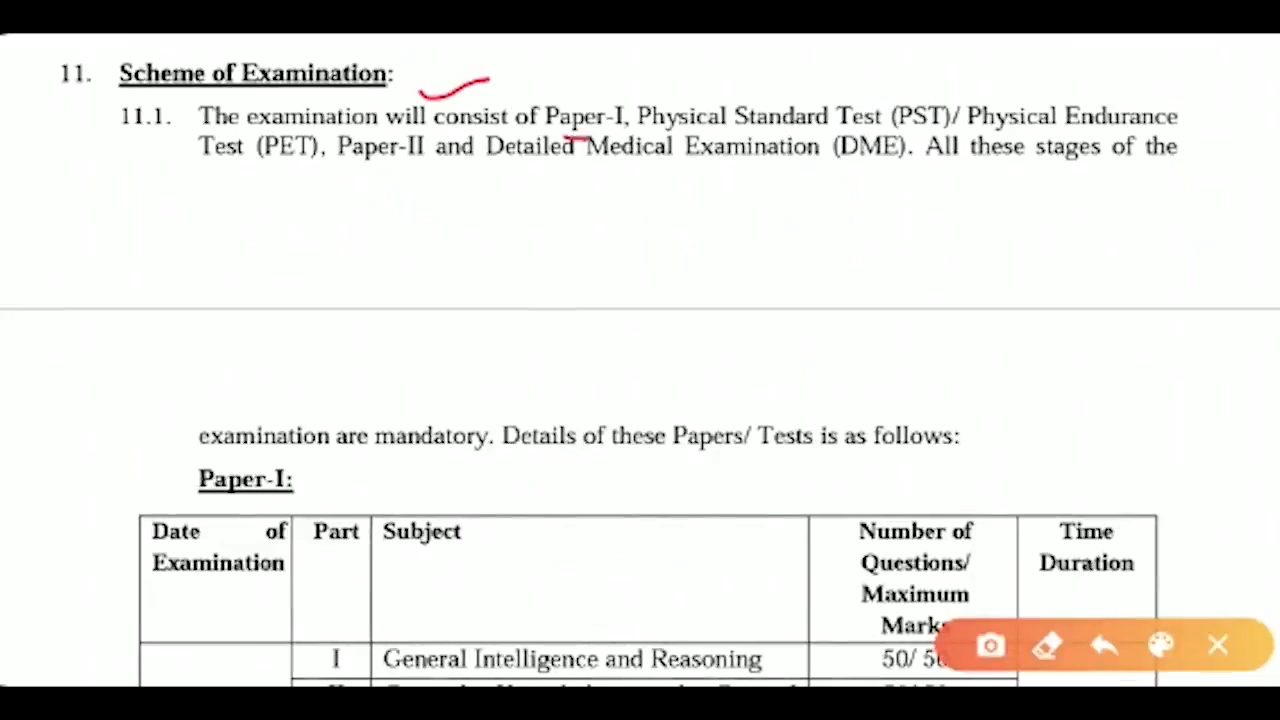 11. Scheme of Examination:
11.1. The examination will consist of Paper-I, Physical Standard Test (PST)/ Physical Endurance
Test (PET), Paper-II and Detailed Medical Examination (DME). All these stages of the
examination are mandatory. Details of these Papers/ Tests is as follows:
Paper-I:
Date of Examination
Part
Subject
Number of Questions/ Maximum Marks
Time Duration
I
General Intelligence and Reasoning
50/